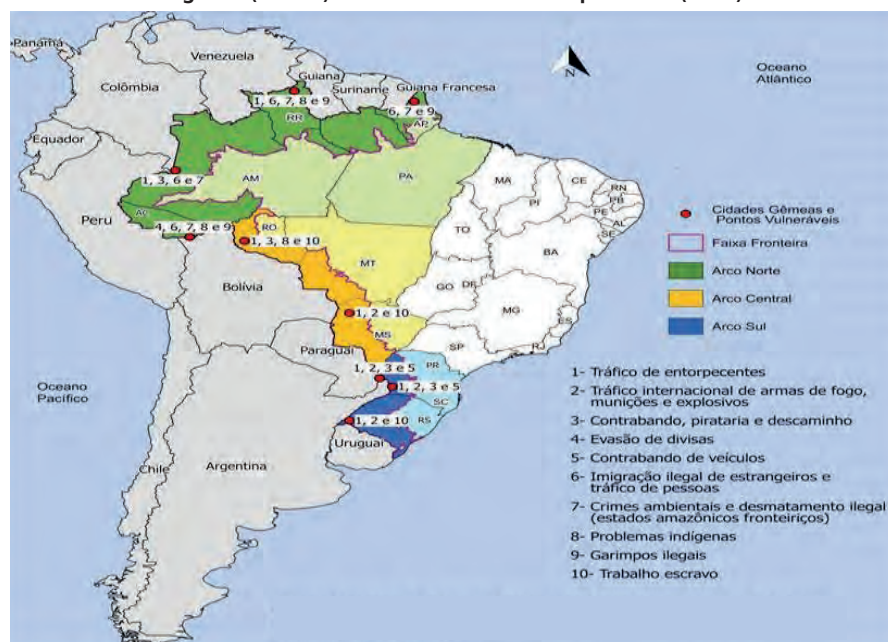 Panamá
Venezuela
Colômbia
Guiana
Suriname
Guiana Francesa
Oceano
Atlântico
N
1, 6, 7, 8 e 9
6, 7 e 9
RR
AP
Equador
1, 3, 6 e 7
AM
PA
MA
CE
RN
PB
PI
PE
AL
SE
Peru
AC
4, 6, 7, 8 e 9
RO
1, 3, 8 e 10
TO
BA
MT
Bolívia
GO
DF
MG
ES
1, 2 e 10
MS
SP
RJ
Paraguai
1, 2, 3 e 5
PR
1, 2, 3 e 5
SC
Oceano
Pacífico
1, 2 e 10
RS
Uruguai
Chile
Argentina
Cidades Gêmeas e
Pontos Vulneráveis
Faixa Fronteira
Arco Norte
Arco Central
Arco Sul
1- Tráfico de entorpecentes
2- Tráfico internacional de armas de fogo,
munições e explosivos
3- Contrabando, pirataria e descaminho
4- Evasão de divisas
5- Contrabando de veículos
6- Imigração ilegal de estrangeiros e
tráfico de pessoas
7- Crimes ambientais e desmatamento ilegal
(estados amazônicos fronteiriços)
8- Problemas indígenas
9- Garimpos ilegais
10- Trabalho escravo